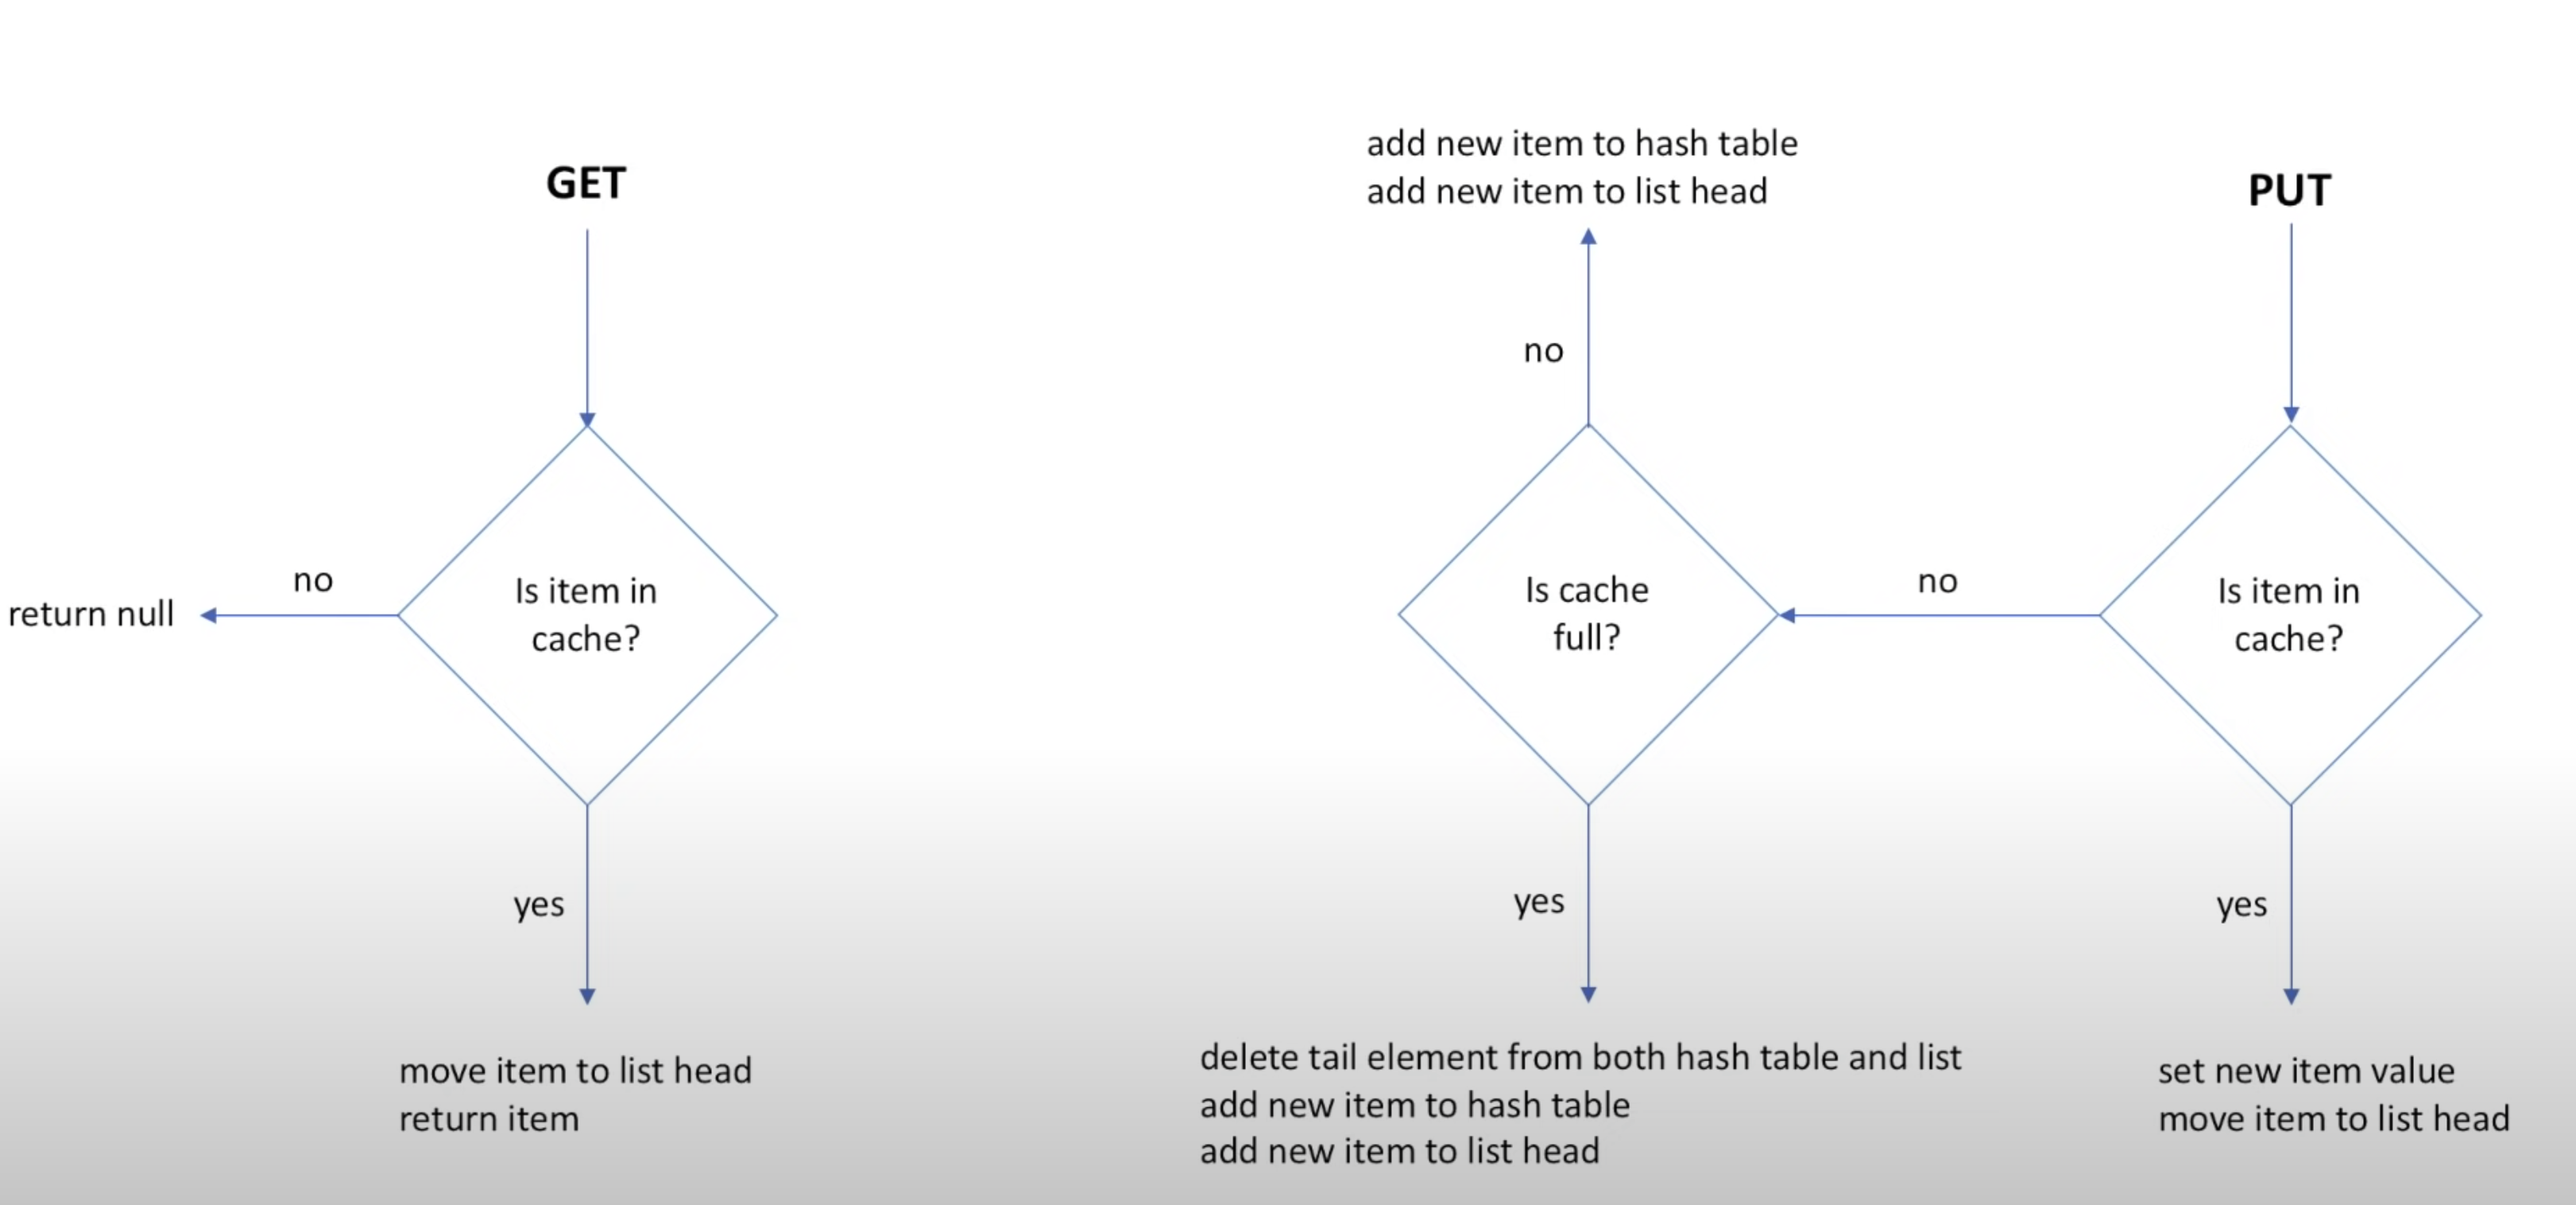 GET
Is item in
cache?
no
return null
yes
move item to list head
return item
PUT
Is item in
cache?
no
Is cache
full?
no
add new item to hash table
add new item to list head
yes
delete tail element from both hash table and list
add new item to hash table
add new item to list head
yes
set new item value
move item to list head